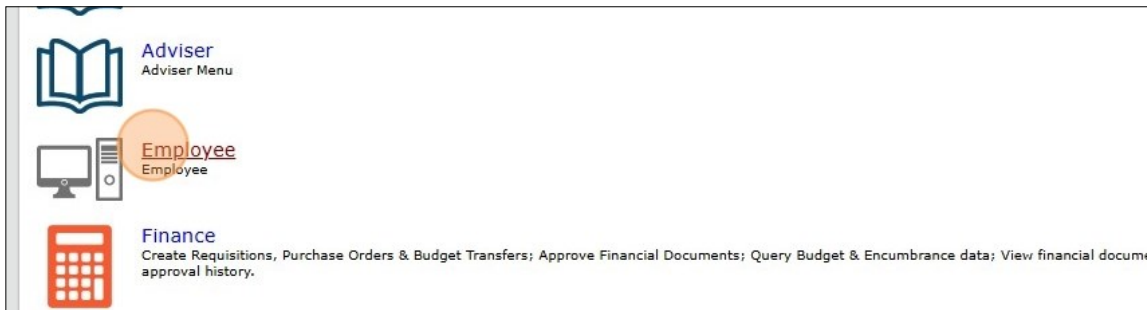 Adviser
Adviser Menu
Employee
Employee
Finance
Create Requisitions, Purchase Orders & Budget Transfers; Approve Financial Documents; Query Budget & Encumbrance data; View financial docume
approval history.